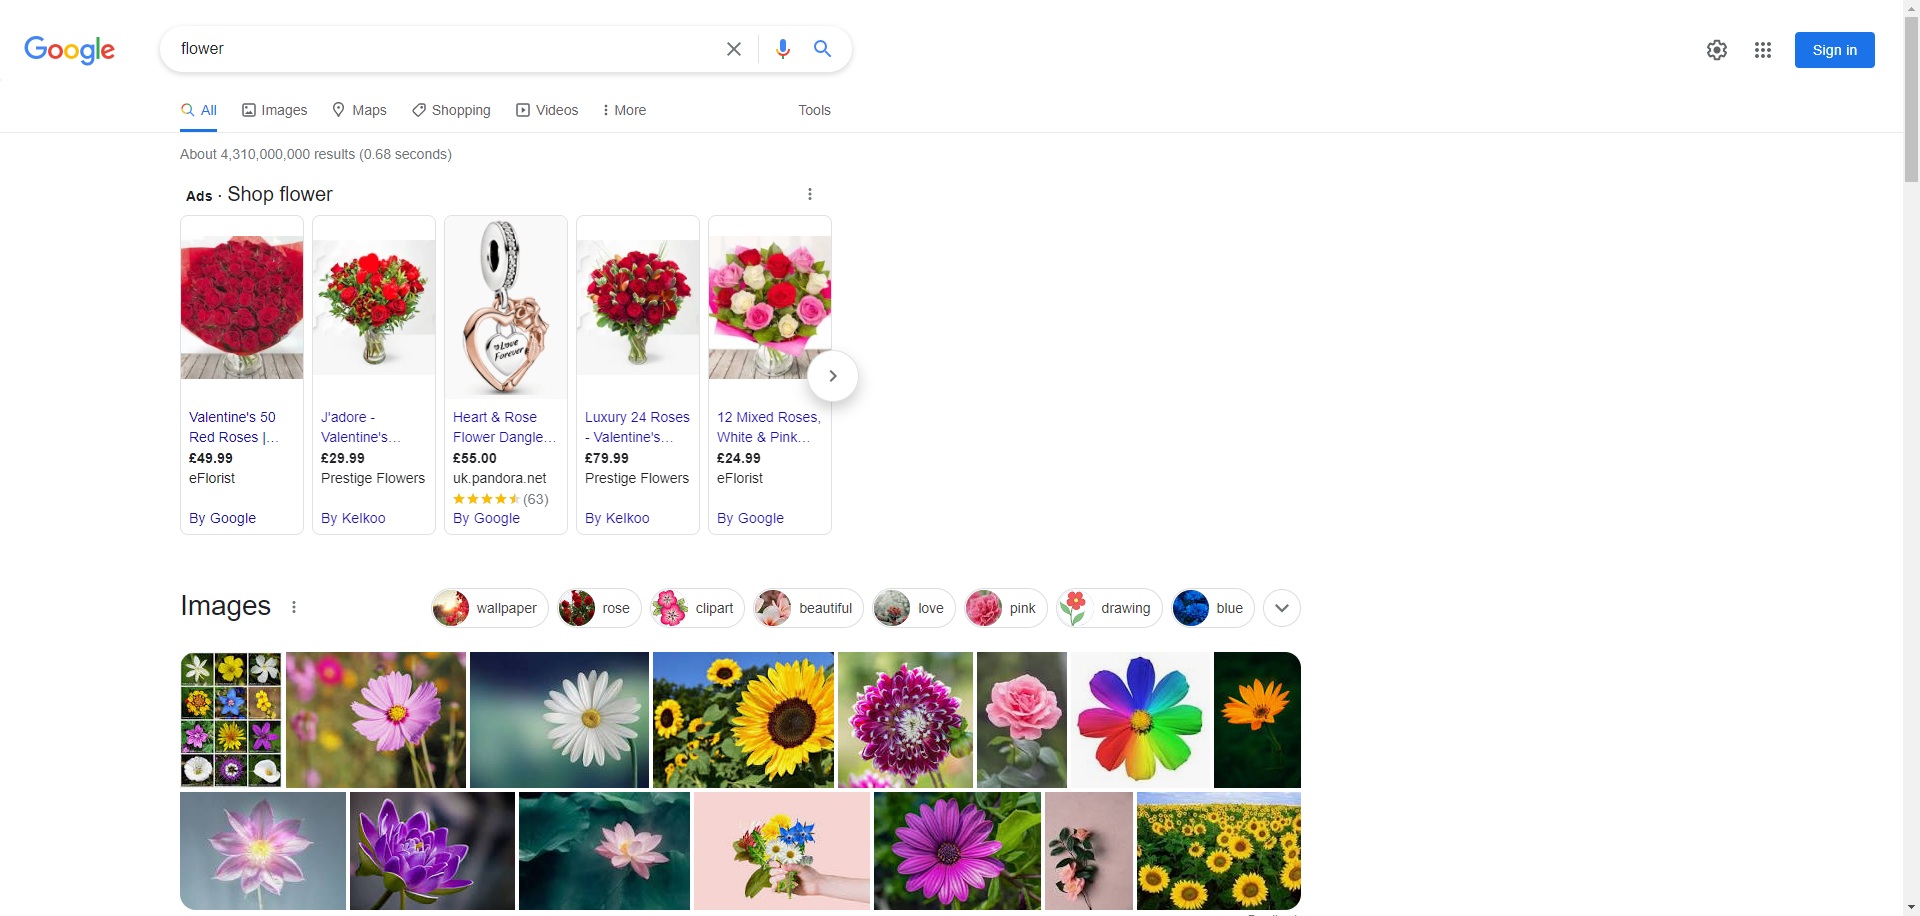 Google
flower
Sign in
All
Images
Maps
Shopping
Videos
More
Tools
About 4,310,000,000 results (0.68 seconds)
Ads · Shop flower
Love
Forever
Valentine's 50
Red Roses |...
£49.99
eFlorist
By Google
J'adore -
Valentine's...
£29.99
Prestige Flowers
By Kelkoo
Heart & Rose
Flower Dangle...
£55.00
uk.pandora.net
(63)
By Google
Luxury 24 Roses
- Valentine's...
£79.99
Prestige Flowers
By Kelkoo
12 Mixed Roses,
White & Pink...
£24.99
eFlorist
By Google
Images
wallpaper
rose
clipart
beautiful
love
pink
drawing
blue